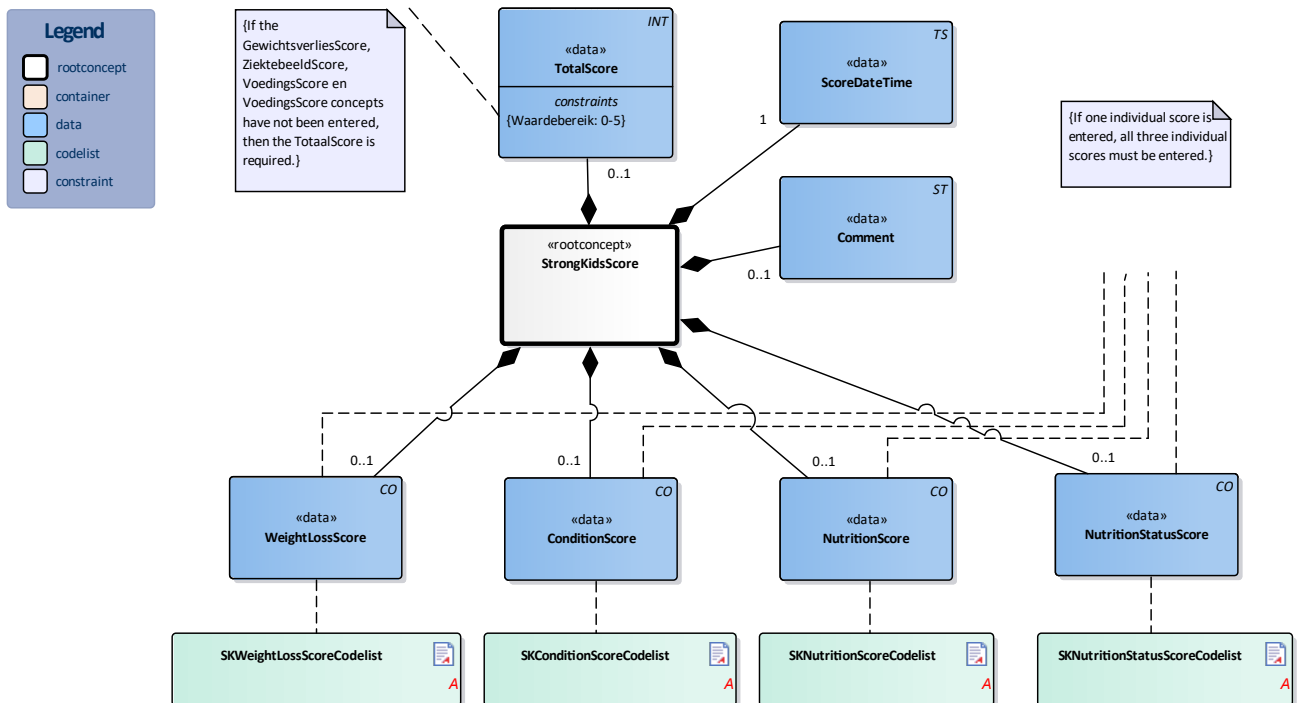 Legend
rootconcept
container
data
codelist
constraint
{If the
GewichtsverliesScore,
ZiektebeeldScore,
VoedingsScore en
VoedingsScore concepts
have not been entered,
then the TotaalScore is
required.}
INT
«data»
TotalScore
constraints
{Waardebereik: 0-5}
0..1
TS
«data»
ScoreDateTime
1
{If one individual score is
entered, all three individual
scores must be entered.}
ST
«data»
Comment
0..1
«rootconcept»
StrongKidsScore
0..1
0..1
0..1
0..1
CO
«data»
WeightLossScore
CO
«data»
ConditionScore
CO
«data»
NutritionScore
CO
«data»
NutritionStatusScore
SKWeightLossScoreCodelist
A
SKConditionScoreCodelist
A
SKNutritionScoreCodelist
A
SKNutritionStatusScoreCodelist
A